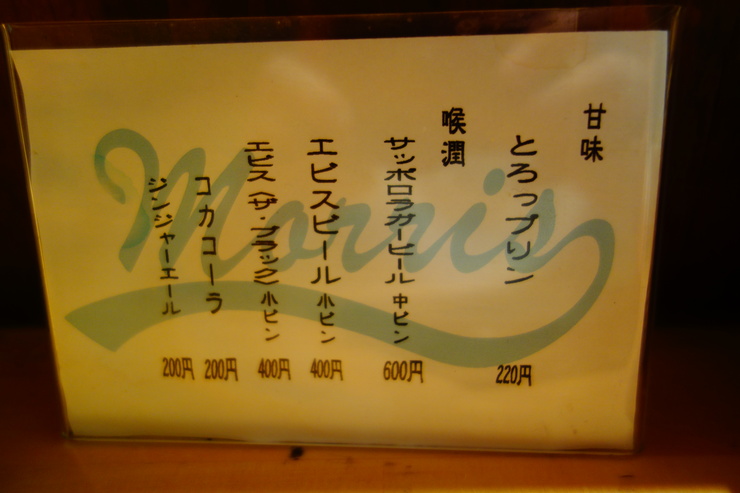 甘味
とろっプリン 220円
喉潤
サッポロラガービール 中ビン 600円
エビスビール 小ビン 400円
エビス〈ザ・ブラック〉小ビン 400円
コカコーラ 200円
ジンジャーエール 200円
Morris